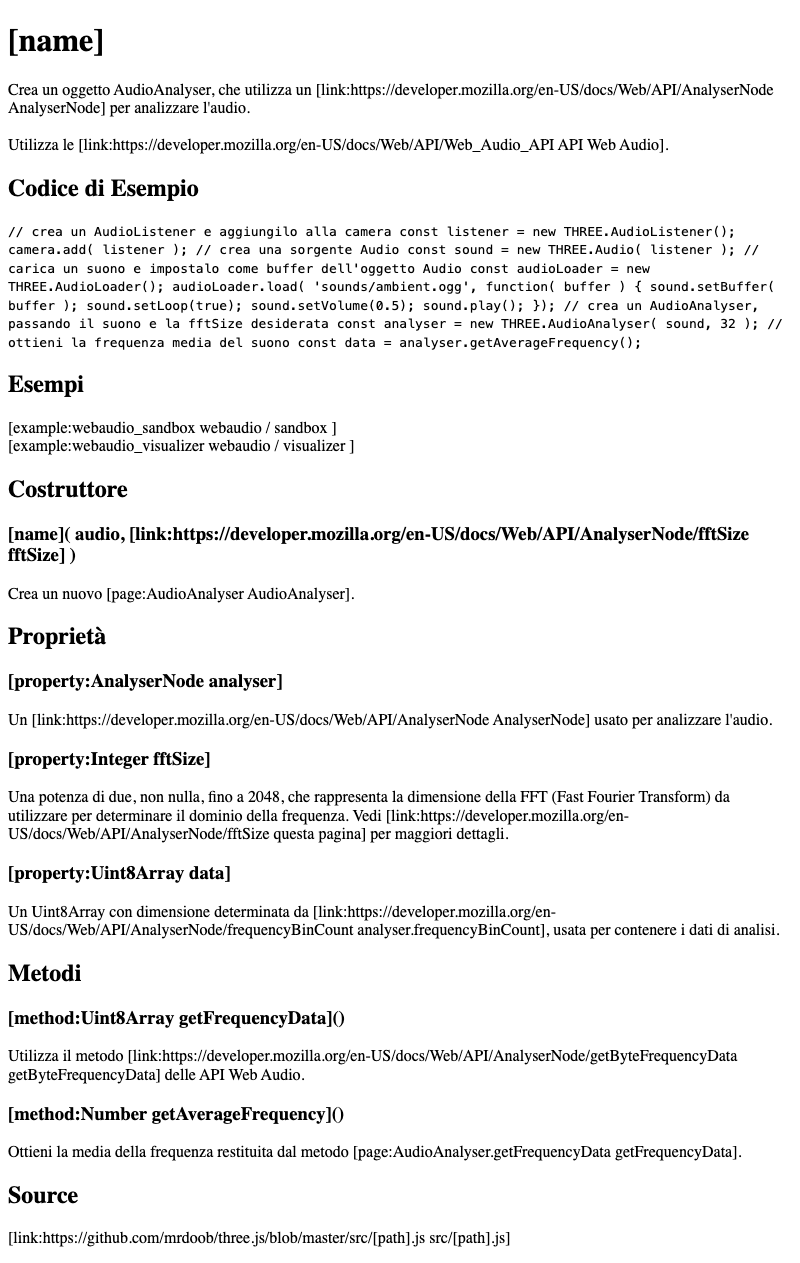 [name]
Crea un oggetto AudioAnalyser, che utilizza un [link:https://developer.mozilla.org/en-US/docs/Web/API/AnalyserNode
AnalyserNode] per analizzare l'audio.
Utilizza le [link:https://developer.mozilla.org/en-US/docs/Web/API/Web_Audio_API API Web Audio].
Codice di Esempio
// crea un AudioListener e aggiungilo alla camera const listener = new THREE.AudioListener();
camera.add( listener ); // crea una sorgente Audio const sound = new THREE.Audio( listener ); //
carica un suono e impostalo come buffer dell'oggetto Audio const audioLoader = new
THREE.AudioLoader(); audioLoader.load( 'sounds/ambient.ogg', function( buffer ) { sound.setBuffer(
buffer ); sound.setLoop(true); sound.setVolume(0.5); sound.play(); }); // crea un AudioAnalyser,
passando il suono e la fftSize desiderata const analyser = new THREE.AudioAnalyser( sound, 32 ); //
ottieni la frequenza media del suono const data = analyser.getAverageFrequency();
Esempi
[example:webaudio_sandbox webaudio / sandbox ]
[example:webaudio_visualizer webaudio / visualizer ]
Costruttore
[name]( audio, [link:https://developer.mozilla.org/en-US/docs/Web/API/AnalyserNode/fftSize
fftSize] )
Crea un nuovo [page:AudioAnalyser AudioAnalyser].
Proprietà
[property:AnalyserNode analyser]
Un [link:https://developer.mozilla.org/en-US/docs/Web/API/AnalyserNode AnalyserNode] usato per analizzare l'audio.
[property:Integer fftSize]
Una potenza di due, non nulla, fino a 2048, che rappresenta la dimensione della FFT (Fast Fourier Transform) da
utilizzare per determinare il dominio della frequenza. Vedi [link:https://developer.mozilla.org/en-
US/docs/Web/API/AnalyserNode/fftSize questa pagina] per maggiori dettagli.
[property:Uint8Array data]
Un Uint8Array con dimensione determinata da [link:https://developer.mozilla.org/en-
US/docs/Web/API/AnalyserNode/frequencyBinCount analyser.frequencyBinCount], usata per contenere i dati di analisi.
Metodi
[method:Uint8Array getFrequencyData]()
Utilizza il metodo [link:https://developer.mozilla.org/en-US/docs/Web/API/AnalyserNode/getByteFrequencyData
getByteFrequencyData] delle API Web Audio.
[method:Number getAverageFrequency]()
Ottieni la media della frequenza restituita dal metodo [page:AudioAnalyser.getFrequencyData getFrequencyData].
Source
[link:https://github.com/mrdoob/three.js/blob/master/src/[path].js src/[path].js]